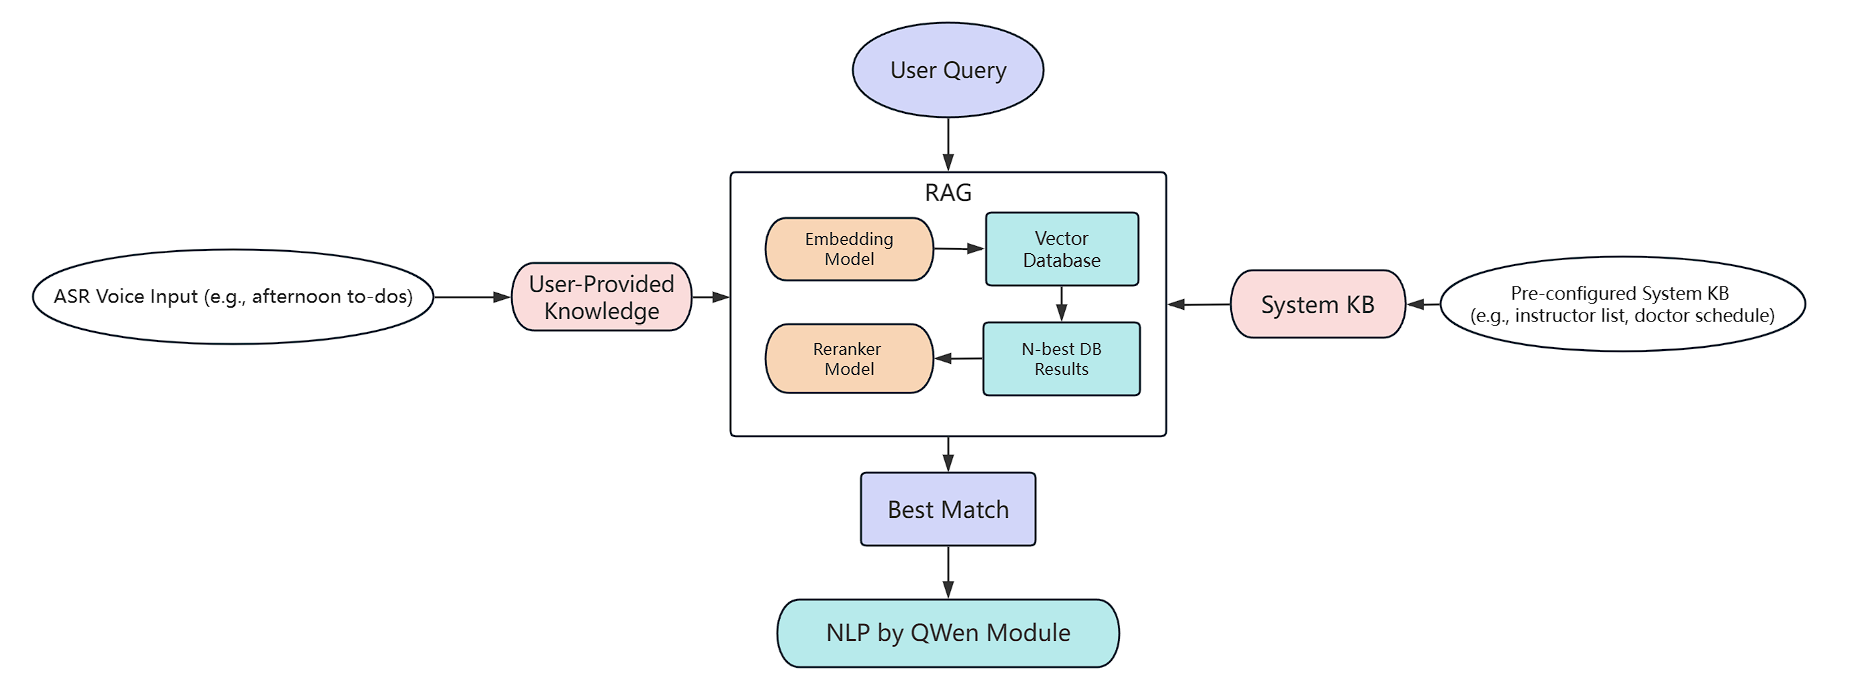 User Query
RAG
Embedding
Model
Vector
Database
Reranker
Model
N-best DB
Results
ASR Voice Input (e.g., afternoon to-dos)
User-Provided
Knowledge
System KB
Pre-configured System KB
(e.g., instructor list, doctor schedule)
Best Match
NLP by QWen Module